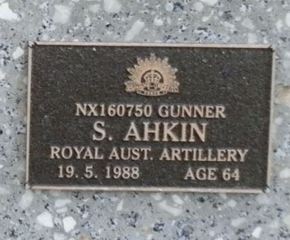 NX160750 GUNNER
S. AHKIN
ROYAL AUST. ARTILLERY
19. 5. 1988 AGE 64